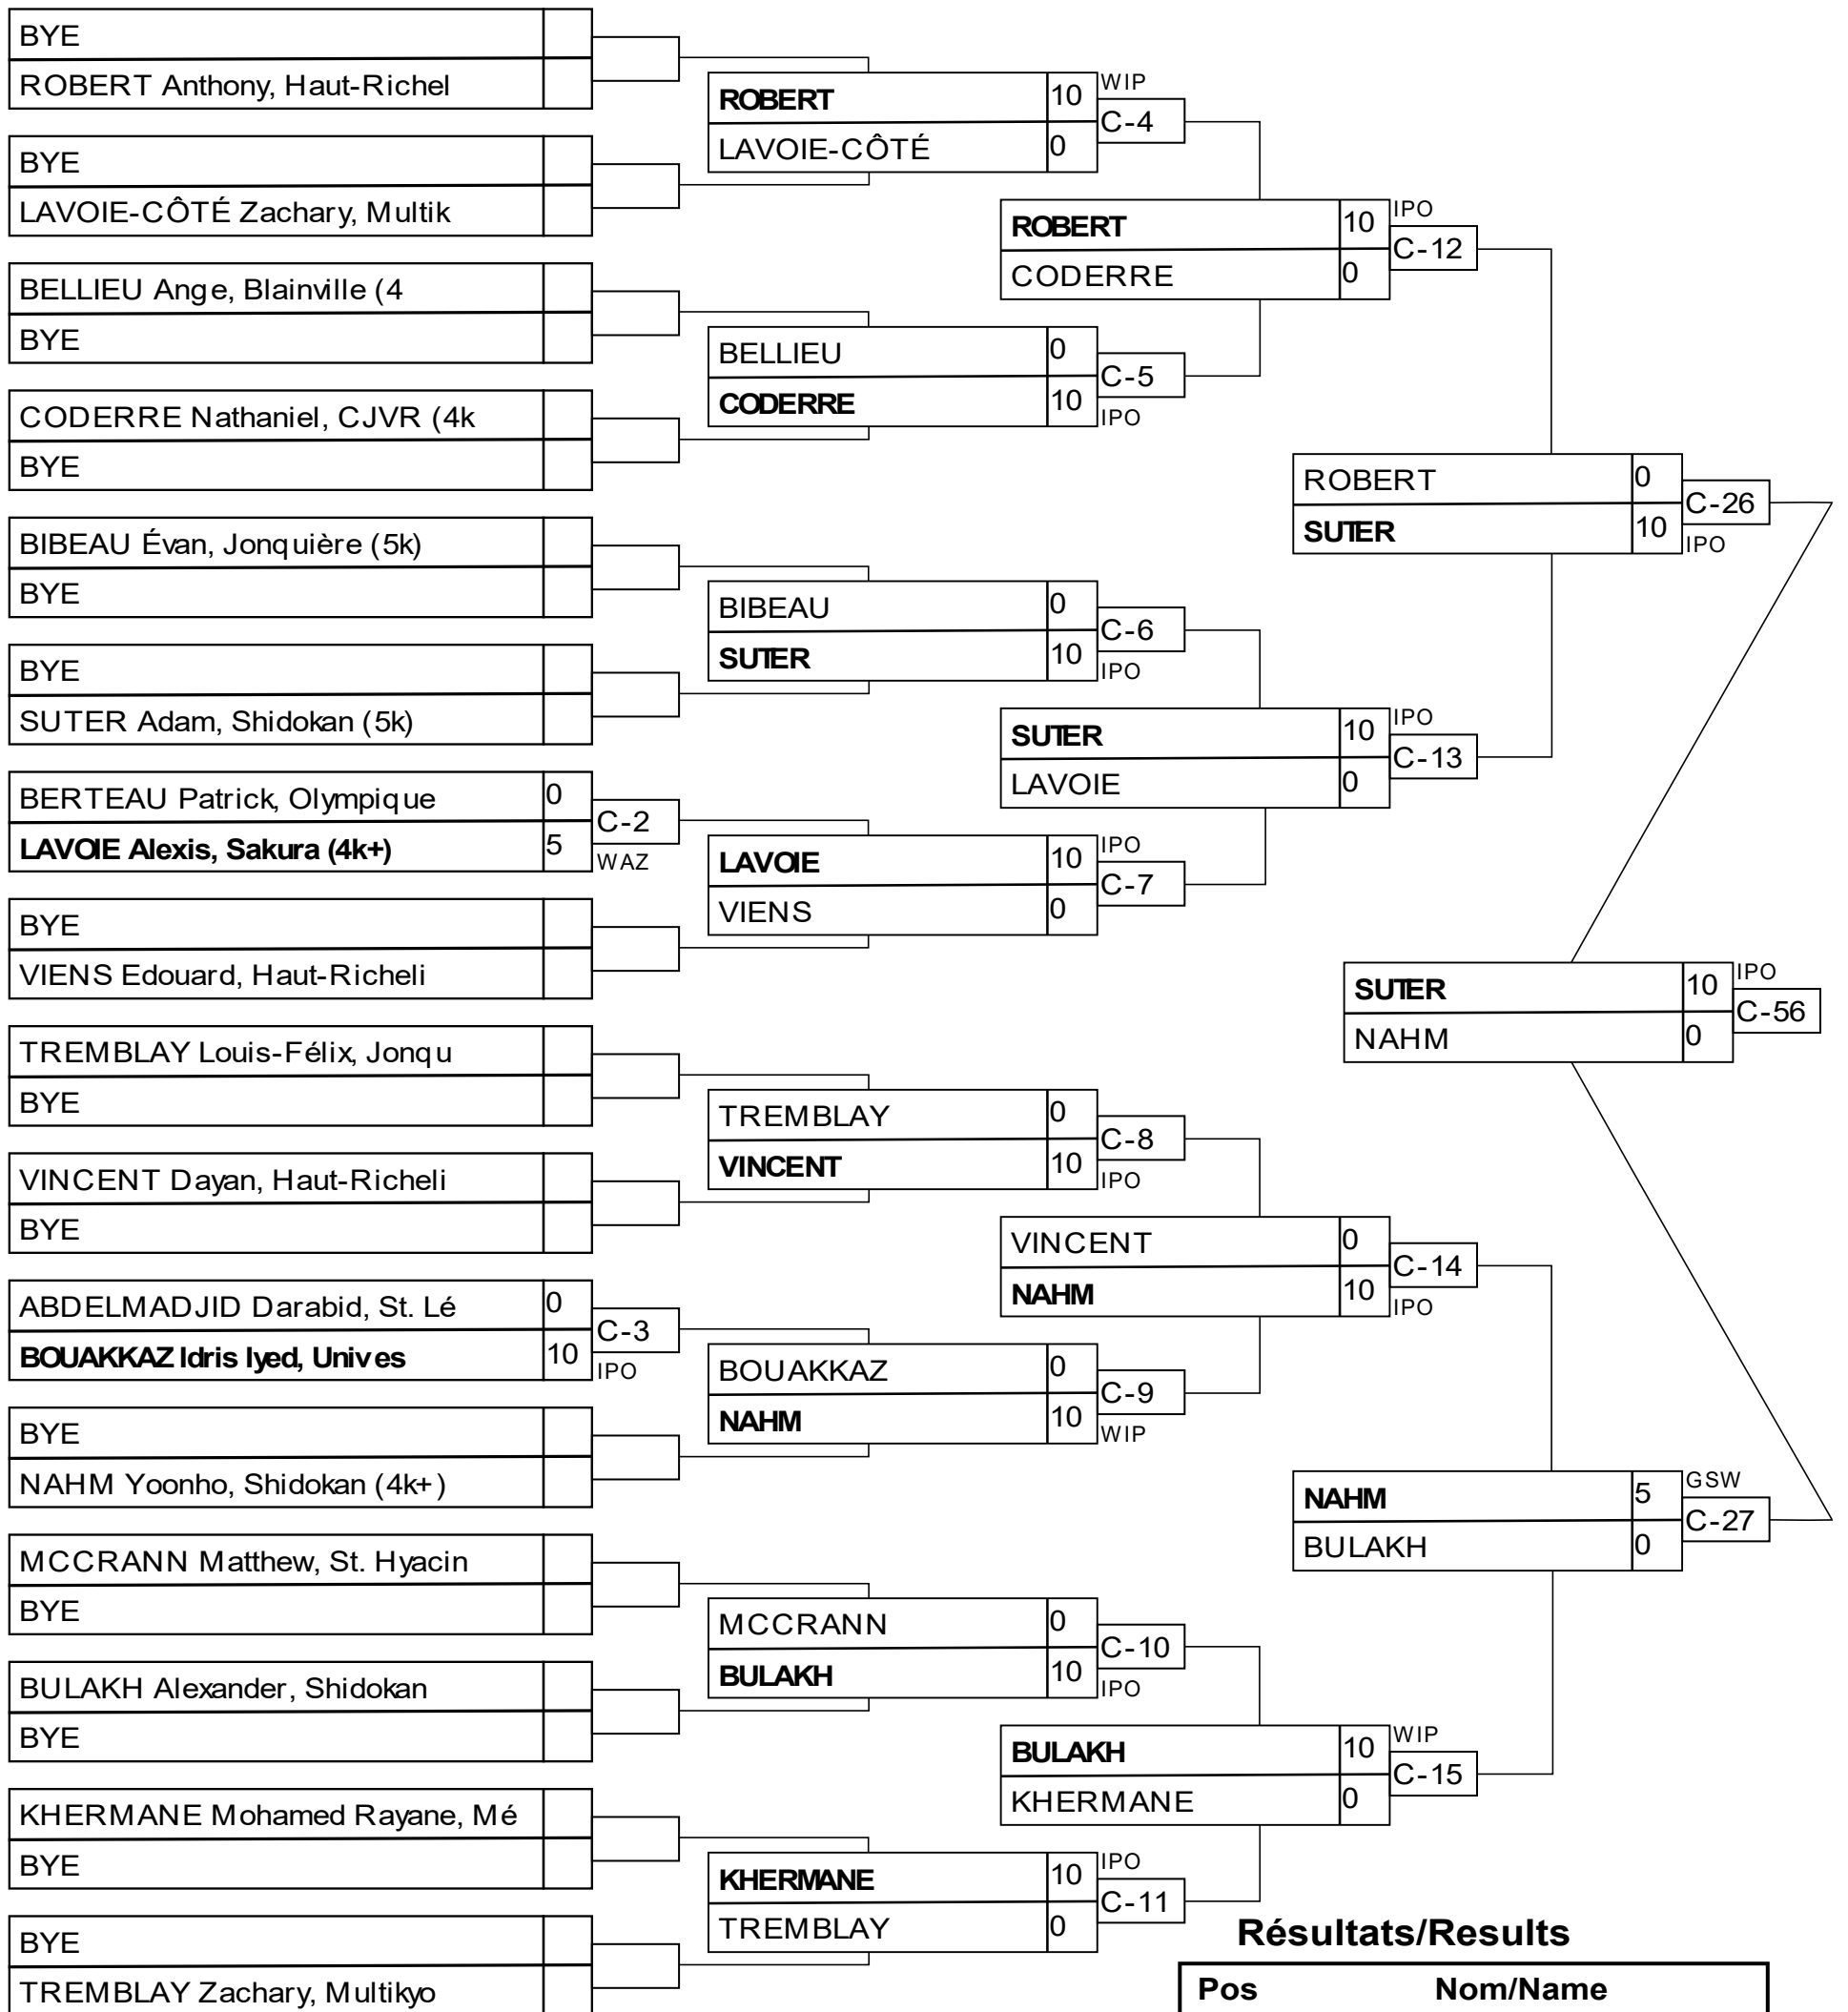 BYE
ROBERT Anthony, Haut-Richel
BYE
LAVOIE-CÔTÉ Zachary, Multik
BELLIEU Ange, Blainville (4
BYE
CODERRE Nathaniel, CJVR (4k
BYE
BIBEAU Évan, Jonquière (5k)
BYE
BYE
SUTER Adam, Shidokan (5k)
BERTEAU Patrick, Olympique 0
LAVOIE Alexis, Sakura (4k+) 5
C-2
WAZ
BYE
VIENS Edouard, Haut-Richeli
TREMBLAY Louis-Félix, Jonqu
BYE
VINCENT Dayan, Haut-Richeli
BYE
ABDELMADJID Darabid, St. Lé 0
BOUAKKAZ Idris Iyed, Unives 10
C-3
IPO
BYE
NAHM Yoonho, Shidokan (4k+)
MCCRANN Matthew, St. Hyacin
BYE
BULAKH Alexander, Shidokan
BYE
KHERMANE Mohamed Rayane, Mé
BYE
BYE
TREMBLAY Zachary, Multikyo
ROBERT 10
LAVOIE-CÔTÉ 0
WIP
C-4
BELLIEU 0
CODERRE 10
C-5
IPO
BIBEAU 0
SUTER 10
C-6
IPO
LAVOIE 10
VIENS 0
IPO
C-7
TREMBLAY 0
VINCENT 10
C-8
IPO
BOUAKKAZ 0
NAHM 10
C-9
WIP
MCCRANN 0
BULAKH 10
C-10
IPO
KHERMANE 10
TREMBLAY 0
IPO
C-11
ROBERT 10
CODERRE 0
IPO
C-12
SUTER 10
LAVOIE 0
IPO
C-13
VINCENT 0
NAHM 10
C-14
IPO
BULAKH 10
KHERMANE 0
WIP
C-15
ROBERT 0
SUTER 10
C-26
IPO
NAHM 5
BULAKH 0
GSW
C-27
SUTER 10
NAHM 0
IPO
C-56
Résultats/Results
Pos Nom/Name